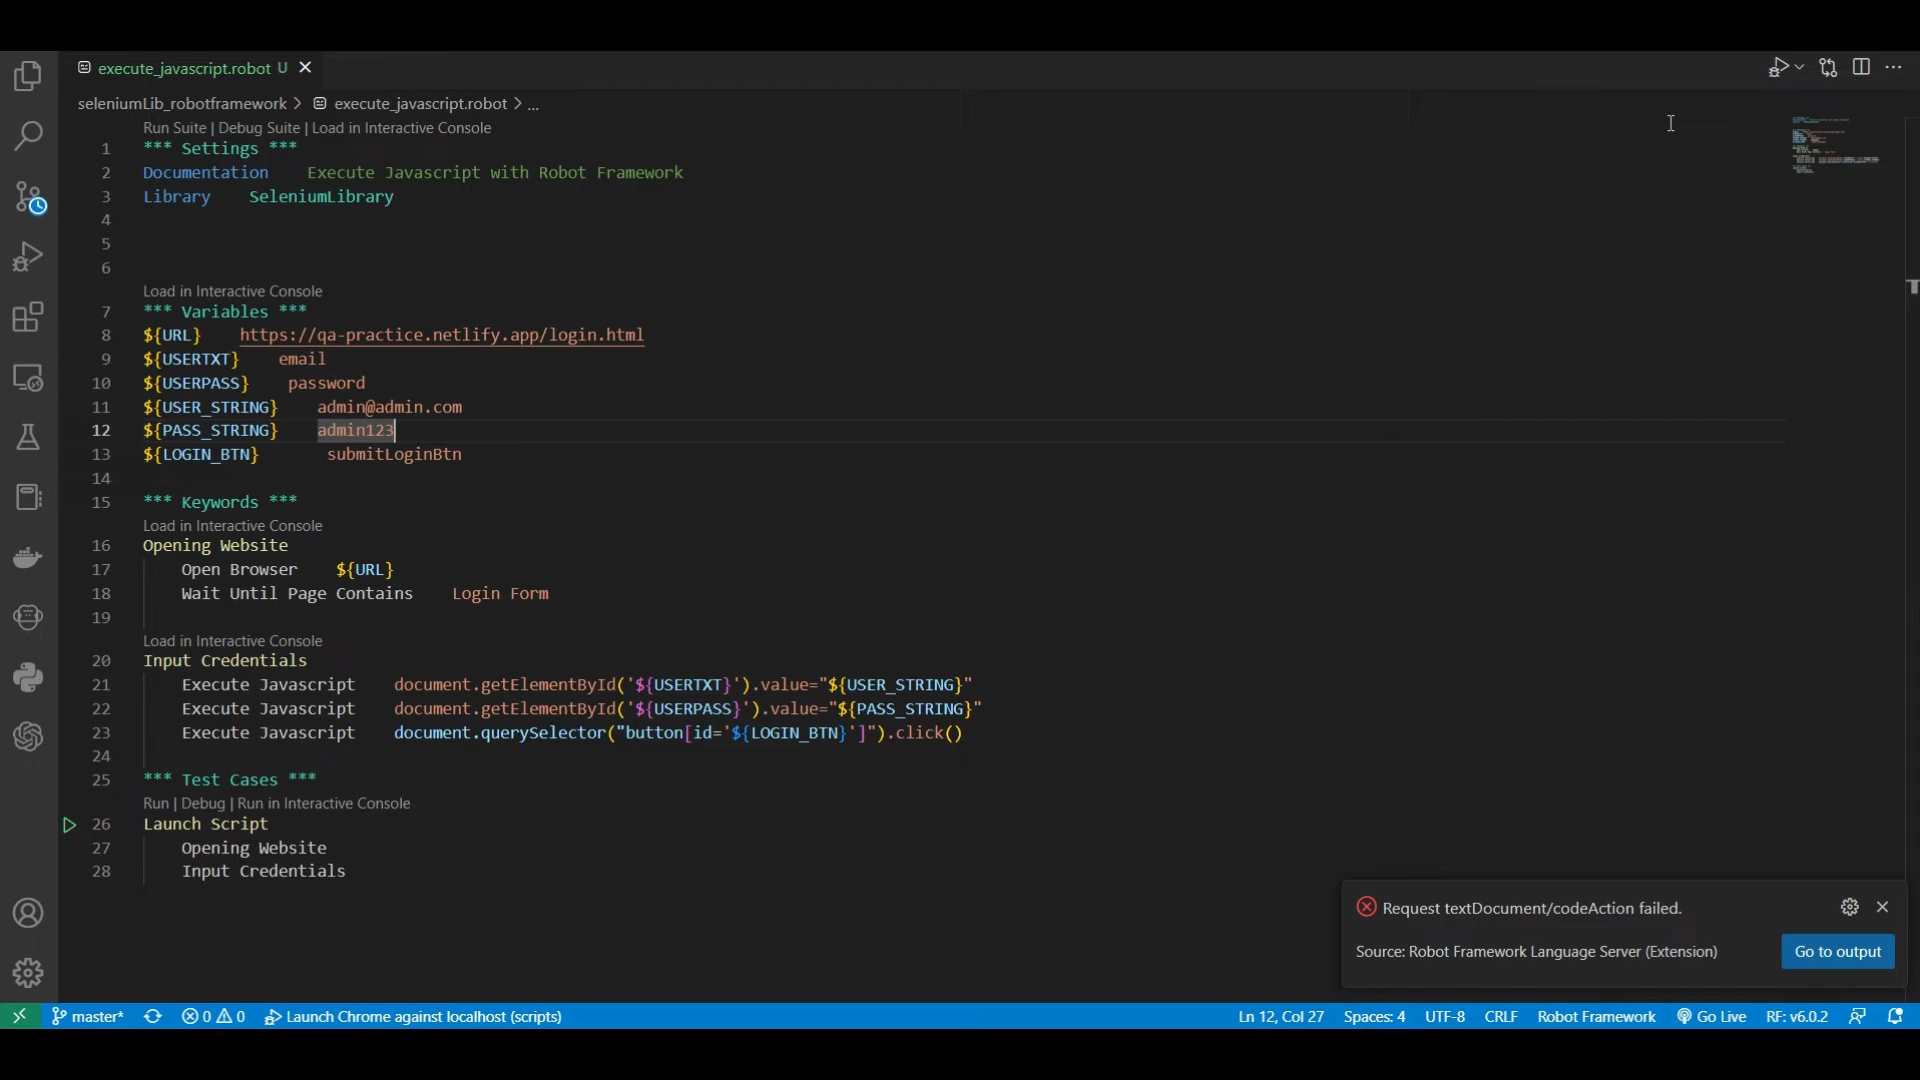 execute_javascript.robot U
seleniumLib_robotframework > execute_javascript.robot > ...
Run Suite | Debug Suite | Load in Interactive Console
1 *** Settings ***
2 Documentation    Execute Javascript with Robot Framework
3 Library    SeleniumLibrary
4
5
6
Load in Interactive Console
7 *** Variables ***
8 ${URL}    https://qa-practice.netlify.app/login.html
9 ${USERTXT}    email
10 ${USERPASS}    password
11 ${USER_STRING}    admin@admin.com
12 ${PASS_STRING}    admin123
13 ${LOGIN_BTN}       submitLoginBtn
14
15 *** Keywords ***
Load in Interactive Console
16 Opening Website
17     Open Browser    ${URL}
18     Wait Until Page Contains    Login Form
19
Load in Interactive Console
20 Input Credentials
21     Execute Javascript    document.getElementById('${USERTXT}').value="${USER_STRING}"
22     Execute Javascript    document.getElementById('${USERPASS}').value="${PASS_STRING}"
23     Execute Javascript    document.querySelector("button[id='${LOGIN_BTN}']").click()
24
25 *** Test Cases ***
Run | Debug | Run in Interactive Console
26 Launch Script
27     Opening Website
28     Input Credentials
Request textDocument/codeAction failed.
Source: Robot Framework Language Server (Extension)
Go to output
master* 0 0 Launch Chrome against localhost (scripts) Ln 12, Col 27 Spaces: 4 UTF-8 CRLF Robot Framework Go Live RF: v6.0.2